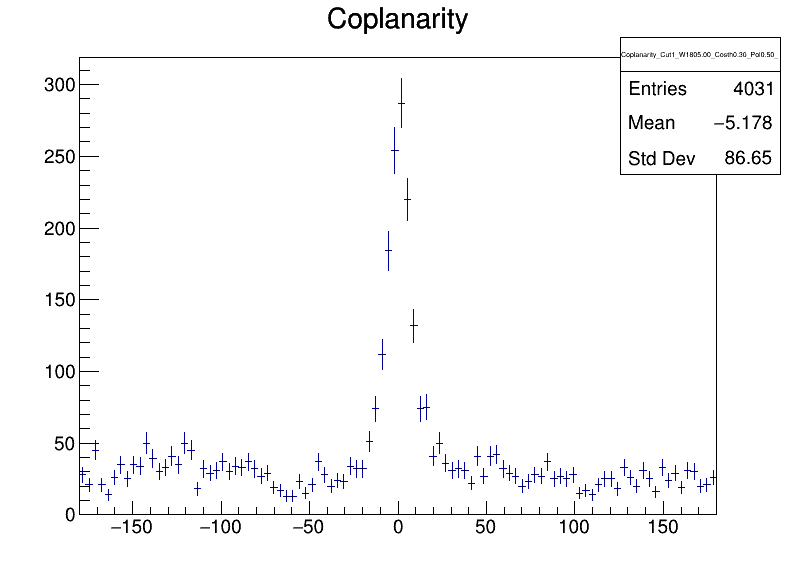 Coplanarity
Coplanarity_Cut1_W1805.00_Costh0.30_Pol0.50_
Entries 4031
Mean −5.178
Std Dev 86.65
300
250
200
150
100
50
0
−150 −100 −50 0 50 100 150